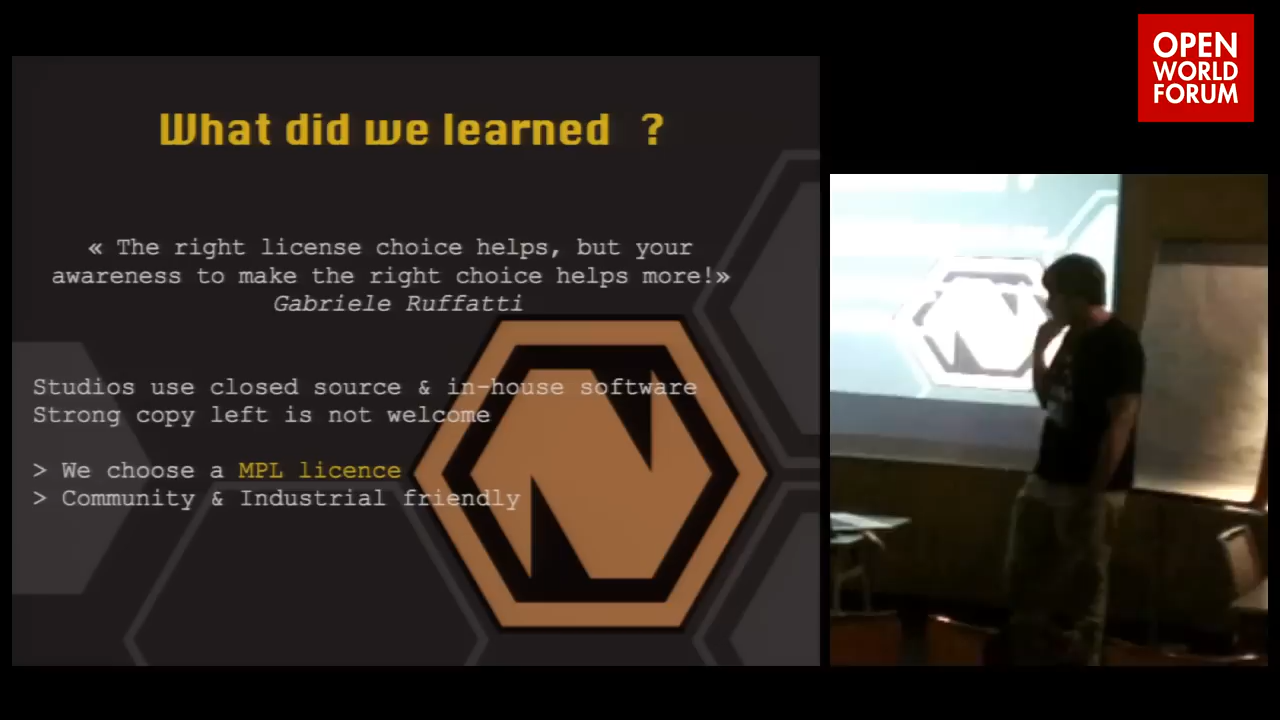 OPEN
WORLD
FORUM
What did we learned ?
« The right license choice helps, but your
awareness to make the right choice helps more!»
Gabriele Ruffatti
Studios use closed source & in-house software
Strong copy left is not welcome
> We choose a MPL licence
> Community & Industrial friendly